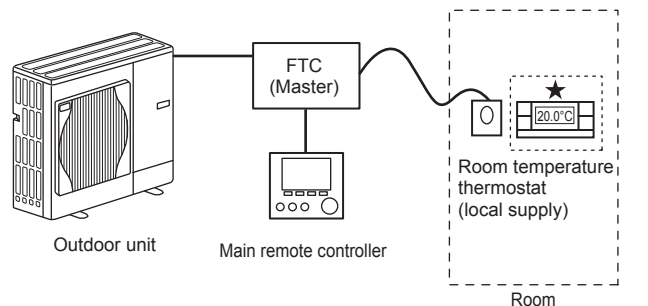 FTC
(Master)
20.0°C
Room temperature
thermostat
(local supply)
Outdoor unit
Main remote controller
Room